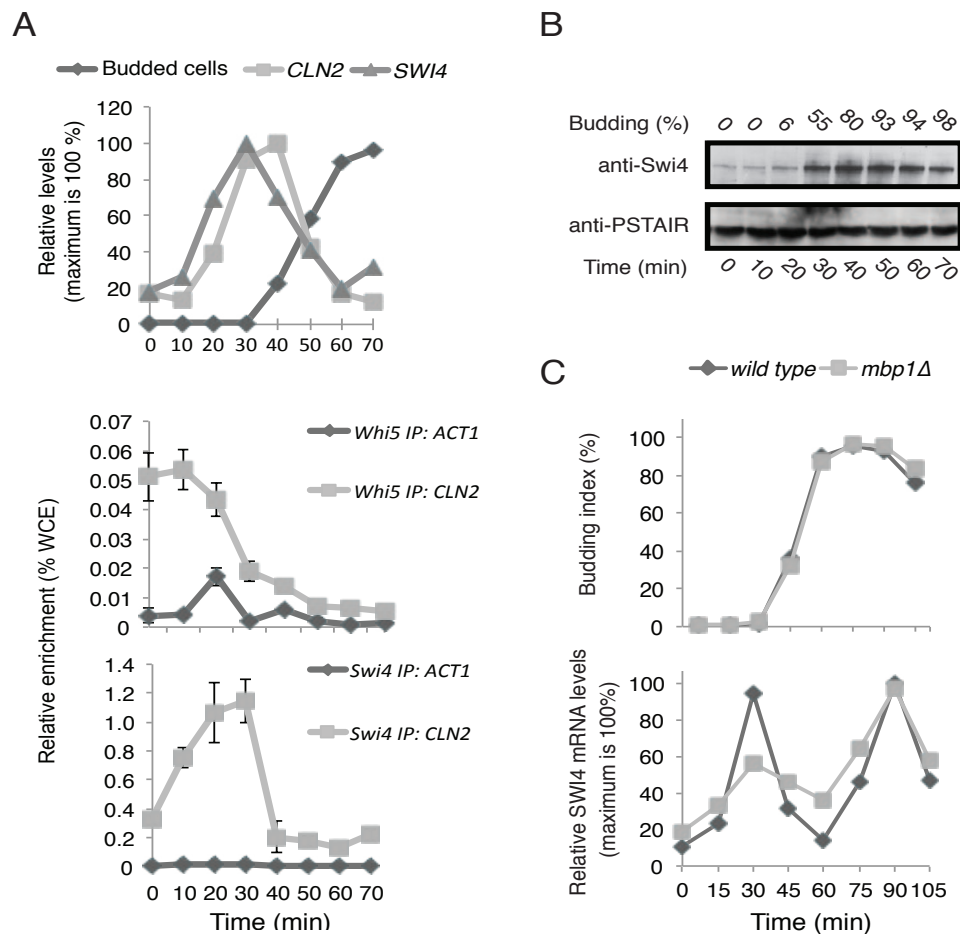 A
Budded cells CLN2 SWI4
Relative levels
(maximum is 100 %)
120
100
80
60
40
20
0
0 10 20 30 40 50 60 70
Relative enrichment (% WCE)
0.07
0.06
0.05
0.04
0.03
0.02
0.01
0
Whi5 IP: ACT1
Whi5 IP: CLN2
1.4
1.2
1.0
0.8
0.6
0.4
0.2
0
Swi4 IP: ACT1
Swi4 IP: CLN2
0 10 20 30 40 50 60 70
Time (min)
B
Budding (%) 0 0 6 55 80 93 94 98
anti-Swi4
anti-PSTAIR
Time (min) 0 10 20 30 40 50 60 70
C
wild type mbp1Δ
Budding index (%)
100
80
60
40
20
0
Relative SWI4 mRNA levels
(maximum is 100%)
100
80
60
40
20
0
0 15 30 45 60 75 90 105
Time (min)